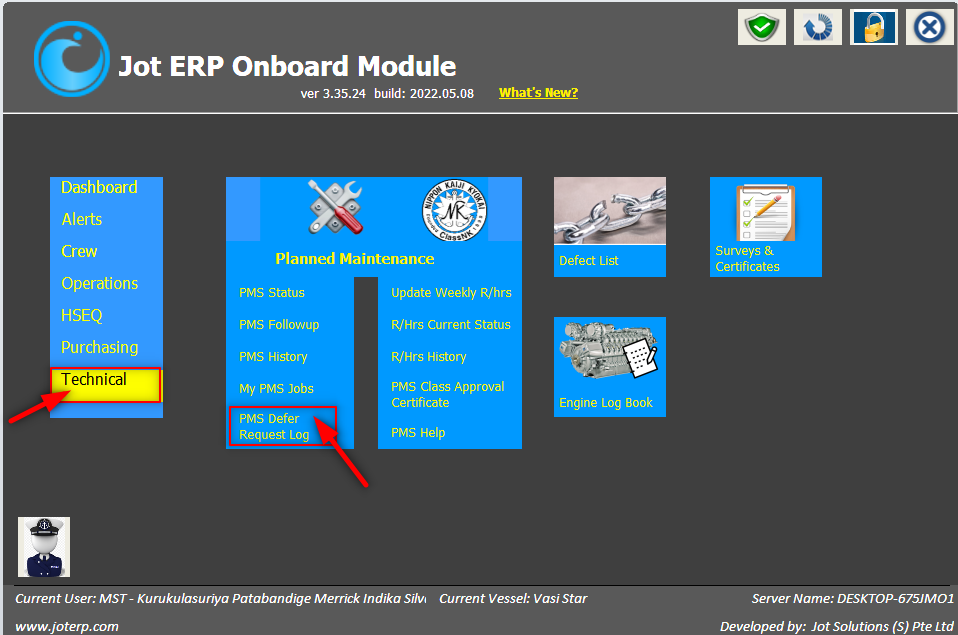 Jot ERP Onboard Module
ver 3.35.24 build: 2022.05.08 What's New?
Dashboard
Alerts
Crew
Operations
HSEQ
Purchasing
Technical
NIPPON KAIJI KYOKAI
NK
ClassNK
Planned Maintenance
PMS Status
PMS Followup
PMS History
My PMS Jobs
PMS Defer
Request Log
Update Weekly R/hrs
R/Hrs Current Status
R/Hrs History
PMS Class Approval
Certificate
PMS Help
Defect List
Engine Log Book
Surveys &
Certificates
Current User: MST - Kurukulasuriya Patabandige Merrick Indika Silv Current Vessel: Vasi Star Server Name: DESKTOP-675JMO1
www.joterp.com Developed by: Jot Solutions (S) Pte Ltd